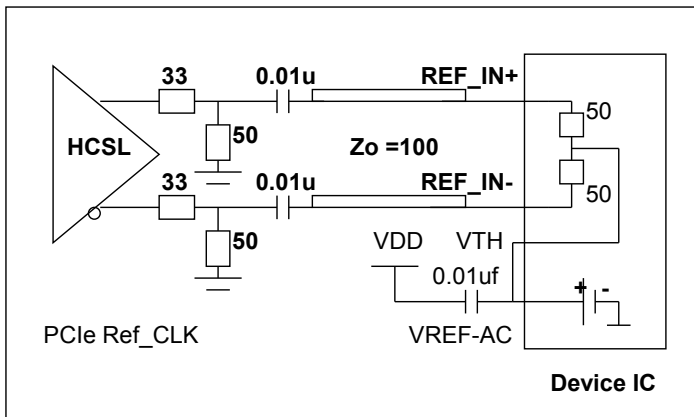 33
0.01u
REF_IN+
50
50
HCSL
Zo =100
33
0.01u
REF_IN-
50
50
VDD
VTH
0.01uf
+
-
PCIe Ref_CLK
VREF-AC
Device IC